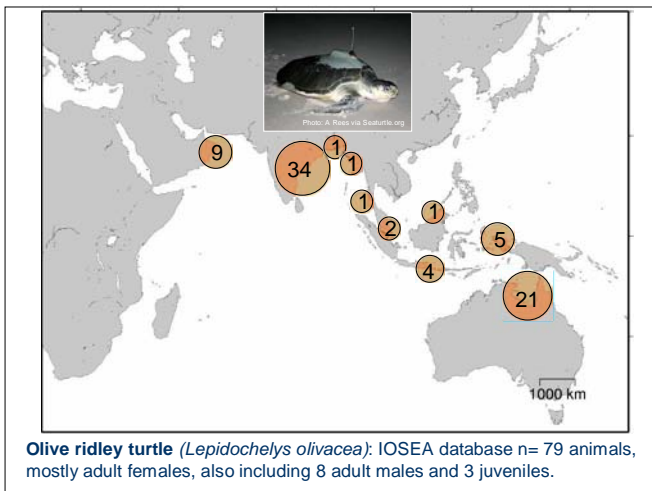 Photo: A Rees via Seaturtle.org
9
34
1
1
1
2
1
5
4
21
1000 km
Olive ridley turtle (Lepidochelys olivacea): IOSEA database n= 79 animals,
mostly adult females, also including 8 adult males and 3 juveniles.